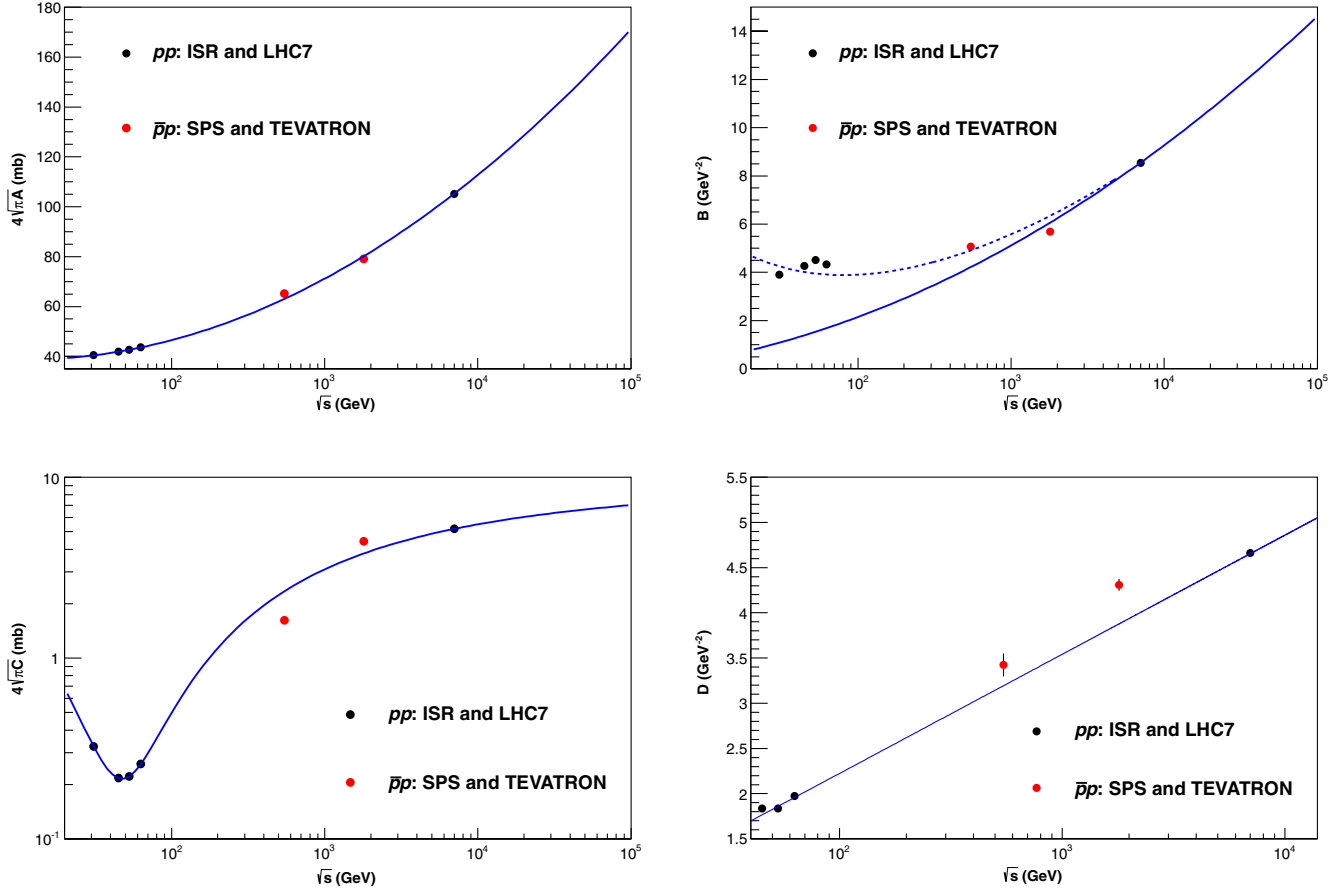 180
160
140
120
100
80
60
40
4√πA (mb)
pp: ISR and LHC7
p̄p: SPS and TEVATRON
10² 10³ 10⁴ 10⁵
√s (GeV)
14
12
10
8
6
4
2
0
B (GeV⁻²)
pp: ISR and LHC7
p̄p: SPS and TEVATRON
10² 10³ 10⁴ 10⁵
√s (GeV)
10
1
10⁻¹
4√πC (mb)
pp: ISR and LHC7
p̄p: SPS and TEVATRON
10² 10³ 10⁴ 10⁵
√s (GeV)
5.5
5
4.5
4
3.5
3
2.5
2
1.5
D (GeV⁻²)
pp: ISR and LHC7
p̄p: SPS and TEVATRON
10² 10³ 10⁴
√s (GeV)